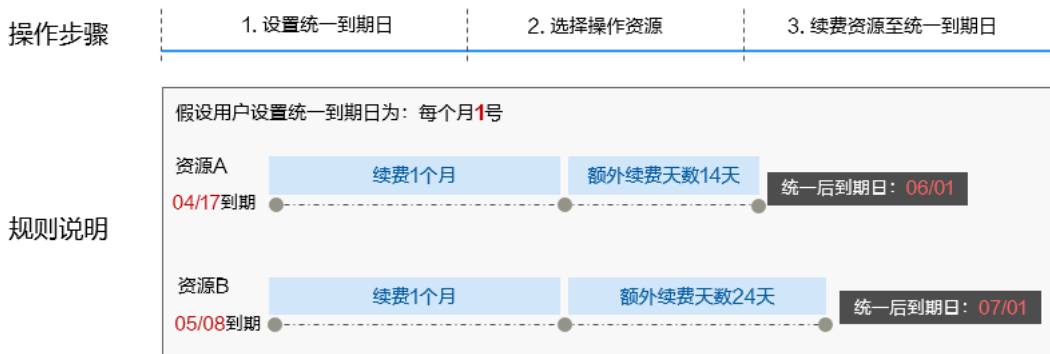 操作步骤
1. 设置统一到期日
2. 选择操作资源
3. 续费资源至统一到期日
规则说明
假设用户设置统一到期日为：每个月1号
资源A
04/17到期
续费1个月
额外续费天数14天
统一后到期日：06/01
资源B
05/08到期
续费1个月
额外续费天数24天
统一后到期日：07/01